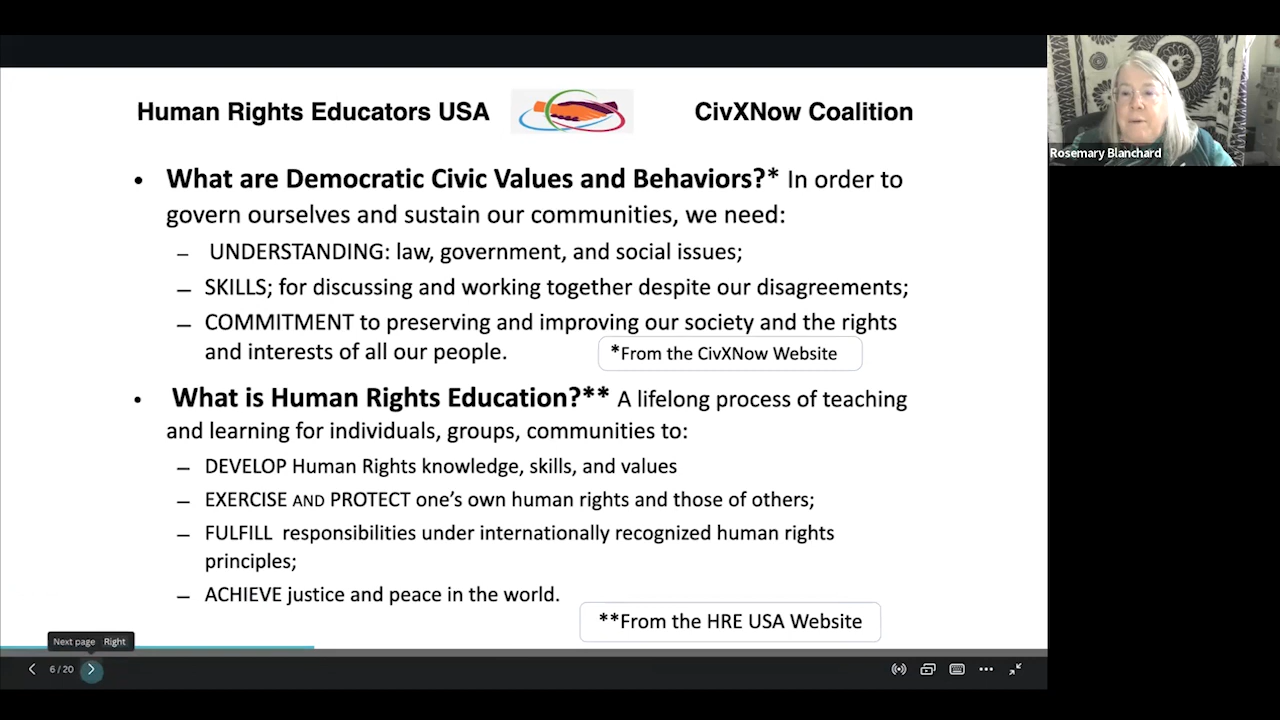 Human Rights Educators USA
CivXNow Coalition
Rosemary Blanchard
• What are Democratic Civic Values and Behaviors?* In order to
govern ourselves and sustain our communities, we need:
– UNDERSTANDING: law, government, and social issues;
– SKILLS; for discussing and working together despite our disagreements;
– COMMITMENT to preserving and improving our society and the rights
and interests of all our people.
*From the CivXNow Website
• What is Human Rights Education?** A lifelong process of teaching
and learning for individuals, groups, communities to:
– DEVELOP Human Rights knowledge, skills, and values
– EXERCISE AND PROTECT one’s own human rights and those of others;
– FULFILL responsibilities under internationally recognized human rights
principles;
– ACHIEVE justice and peace in the world.
**From the HRE USA Website
Next page Right
6 / 20